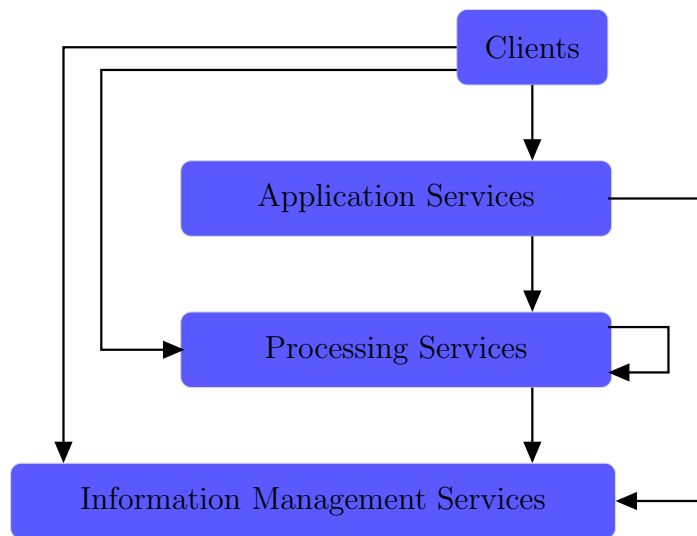 Clients
Application Services
Processing Services
Information Management Services